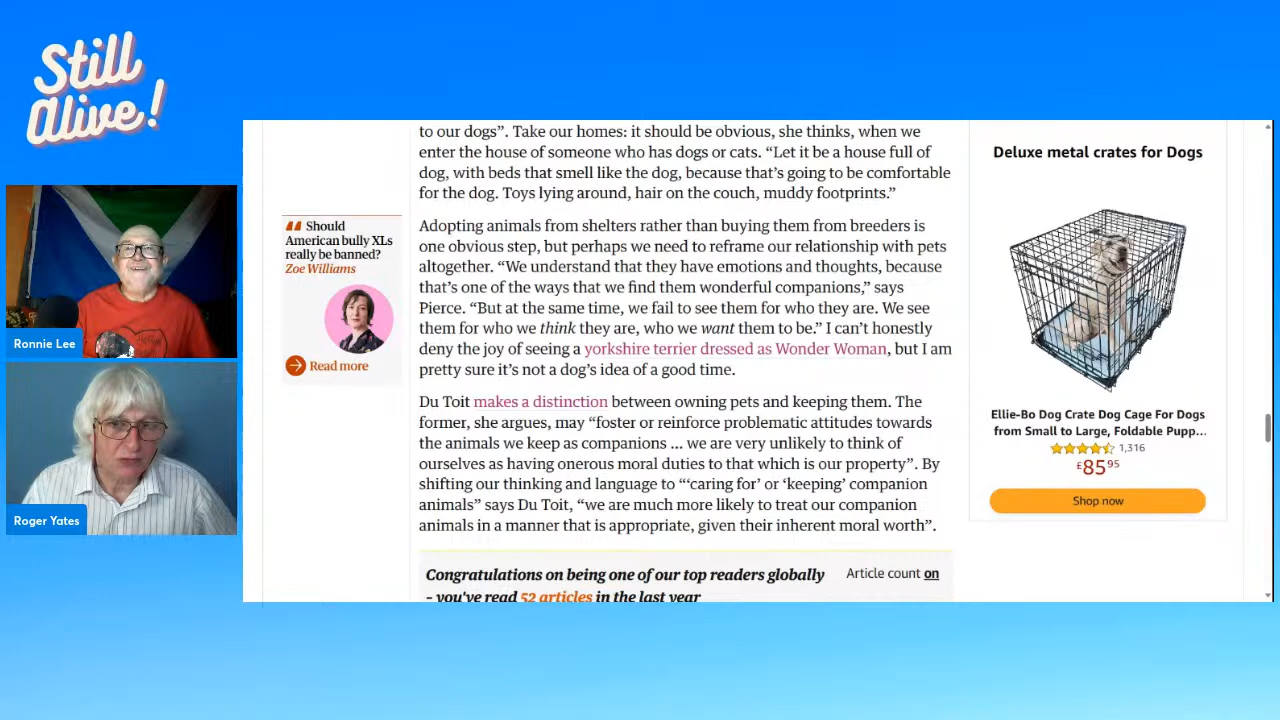 Still
Alive!
Ronnie Lee
Roger Yates
Should
American bully XLs
really be banned?
Zoe Williams
Read more
to our dogs”. Take our homes: it should be obvious, she thinks, when we
enter the house of someone who has dogs or cats. “Let it be a house full of
dog, with beds that smell like the dog, because that’s going to be comfortable
for the dog. Toys lying around, hair on the couch, muddy footprints.”
Adopting animals from shelters rather than buying them from breeders is
one obvious step, but perhaps we need to reframe our relationship with pets
altogether. “We understand that they have emotions and thoughts, because
that’s one of the ways that we find them wonderful companions,” says
Pierce. “But at the same time, we fail to see them for who they are. We see
them for who we think they are, who we want them to be.” I can’t honestly
deny the joy of seeing a yorkshire terrier dressed as Wonder Woman, but I am
pretty sure it’s not a dog’s idea of a good time.
Du Toit makes a distinction between owning pets and keeping them. The
former, she argues, may “foster or reinforce problematic attitudes towards
the animals we keep as companions … we are very unlikely to think of
ourselves as having onerous moral duties to that which is our property”. By
shifting our thinking and language to “‘caring for’ or ‘keeping’ companion
animals” says Du Toit, “we are much more likely to treat our companion
animals in a manner that is appropriate, given their inherent moral worth”.
Congratulations on being one of our top readers globally
– you've read 52 articles in the last year
Article count on
Deluxe metal crates for Dogs
Ellie-Bo Dog Crate Dog Cage For Dogs
from Small to Large, Foldable Pupp...
1,316
£85.95
Shop now